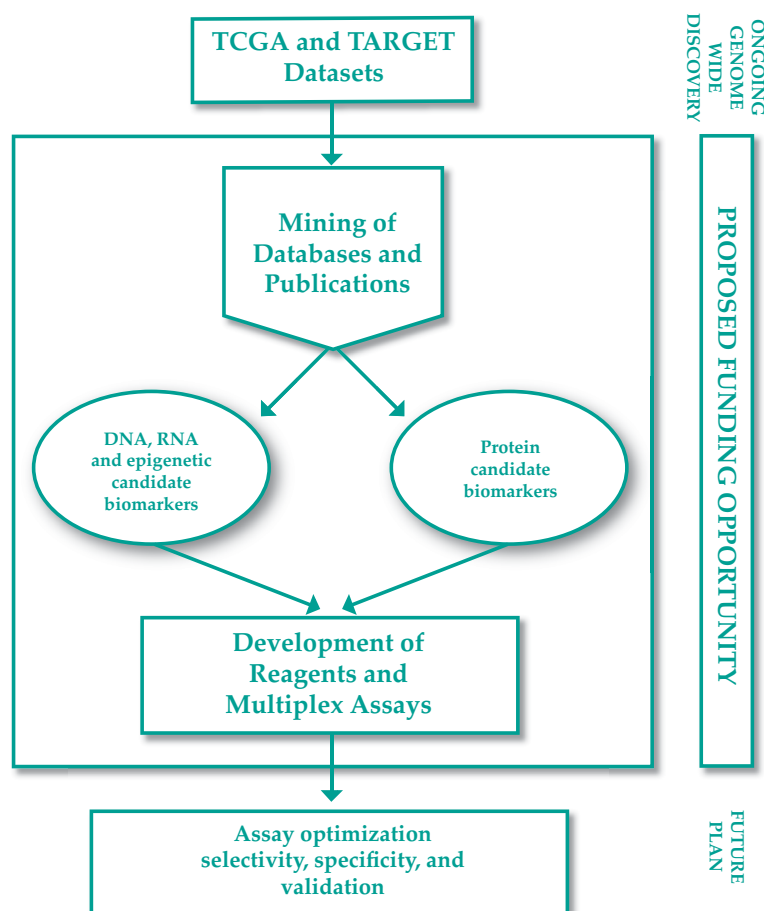 TCGA and TARGET
Datasets
ONGOING
GENOME
WIDE
DISCOVERY
Mining of
Databases and
Publications
PROPOSED FUNDING OPPORTUNITY
DNA, RNA
and epigenetic
candidate
biomarkers
Protein
candidate
biomarkers
Development of
Reagents and
Multiplex Assays
Assay optimization
selectivity, specificity, and
validation
FUTURE
PLAN